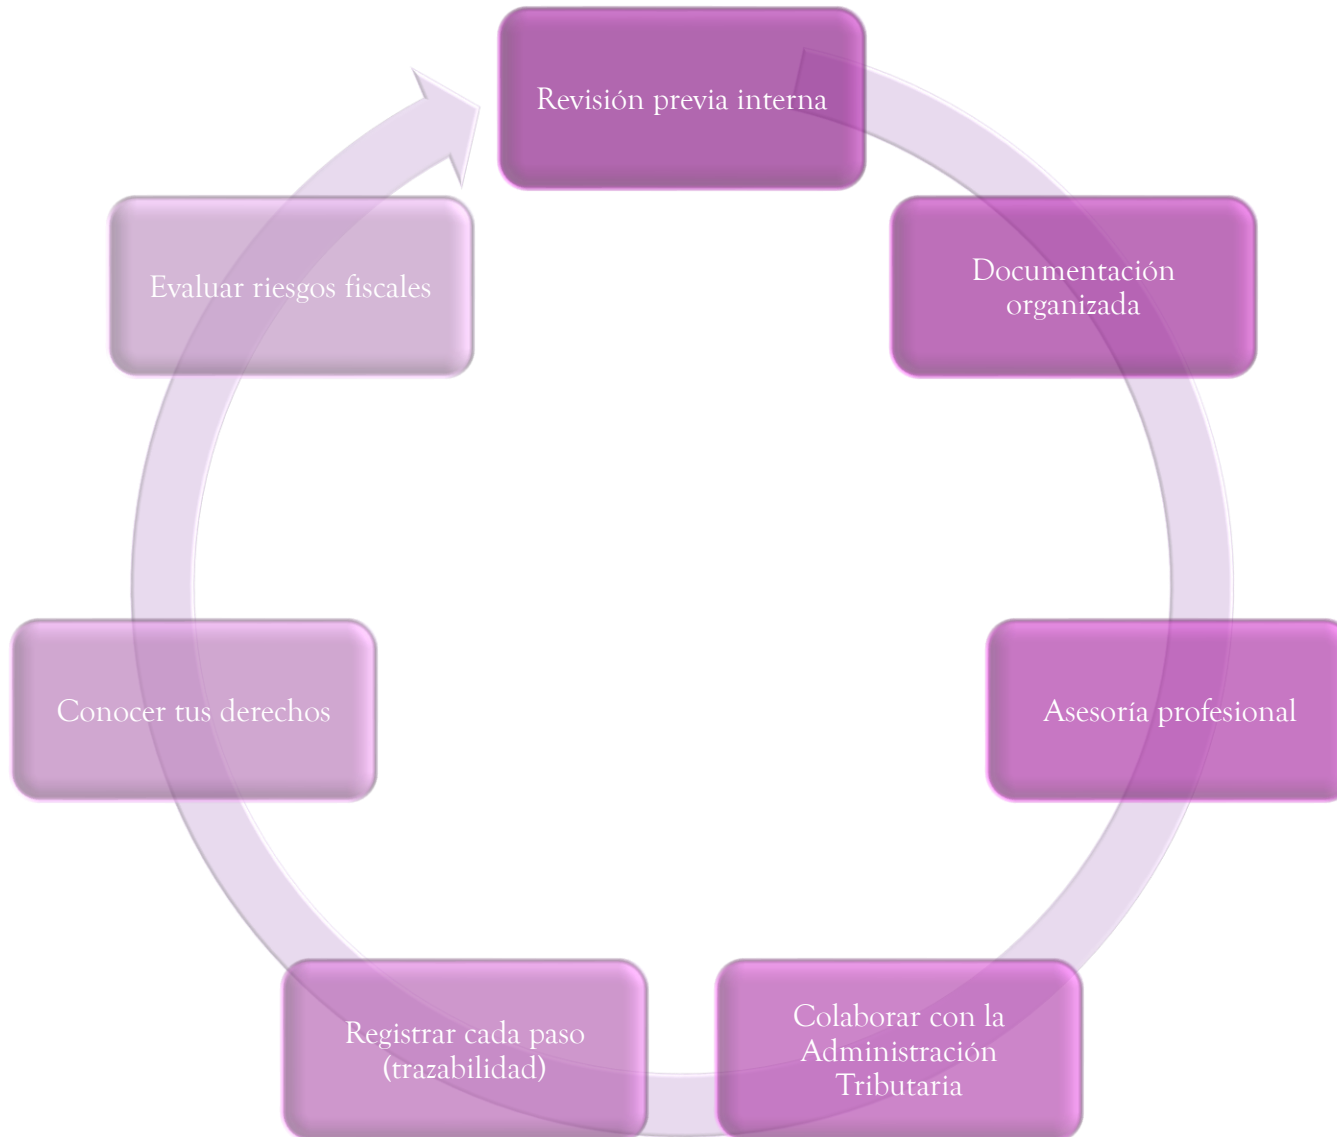 Revisión previa interna
Documentación
organizada
Asesoría profesional
Colaborar con la
Administración
Tributaria
Registrar cada paso
(trazabilidad)
Conocer tus derechos
Evaluar riesgos fiscales